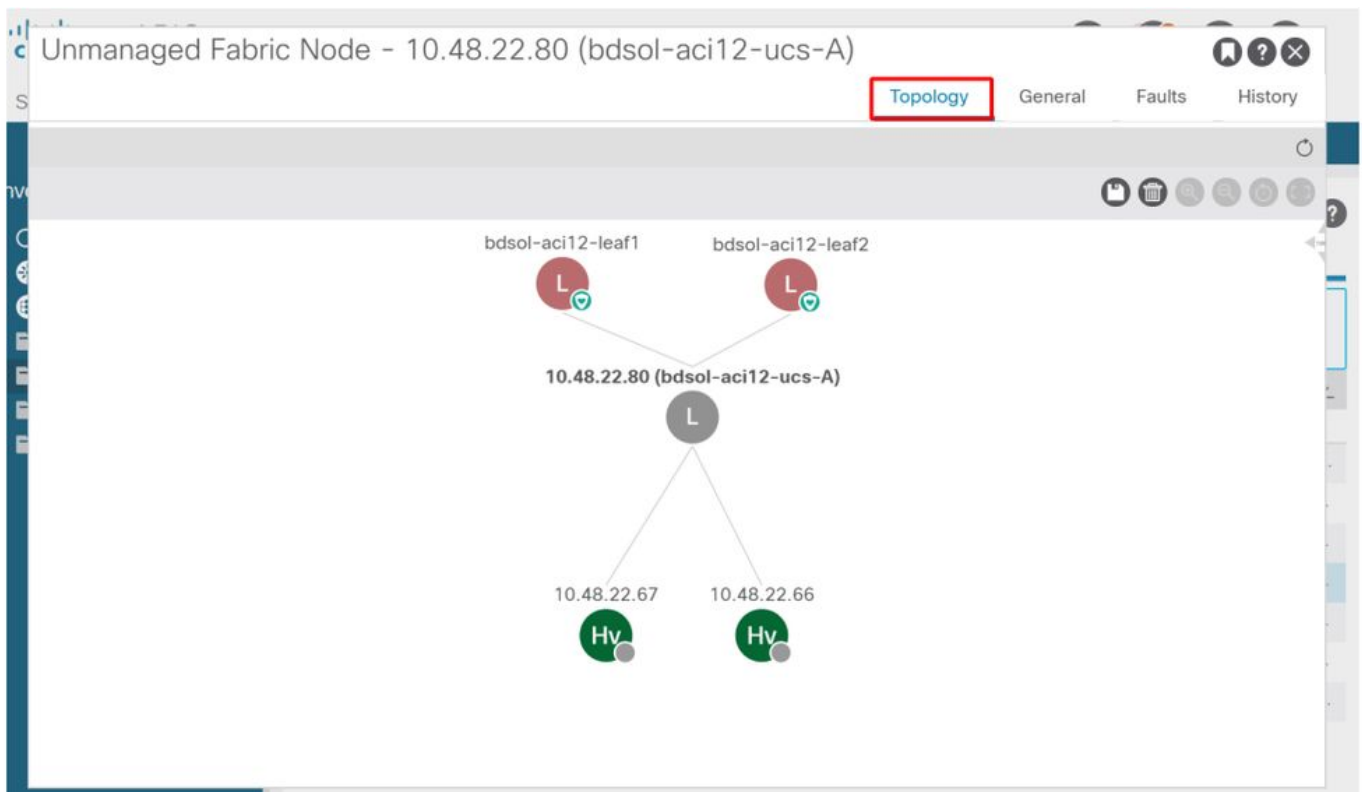 Unmanaged Fabric Node - 10.48.22.80 (bdsol-aci12-ucs-A)
Topology General Faults History
bdsol-aci12-leaf1 bdsol-aci12-leaf2
L L
10.48.22.80 (bdsol-aci12-ucs-A)
L
10.48.22.67 10.48.22.66
Hv Hv